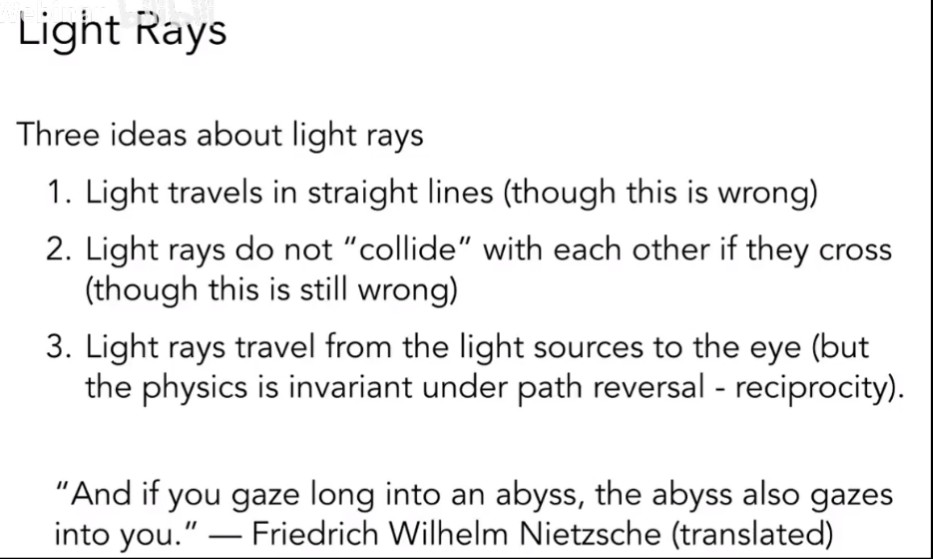 Light Rays
Three ideas about light rays
1. Light travels in straight lines (though this is wrong)
2. Light rays do not “collide” with each other if they cross
(though this is still wrong)
3. Light rays travel from the light sources to the eye (but
the physics is invariant under path reversal - reciprocity).
“And if you gaze long into an abyss, the abyss also gazes
into you.” — Friedrich Wilhelm Nietzsche (translated)